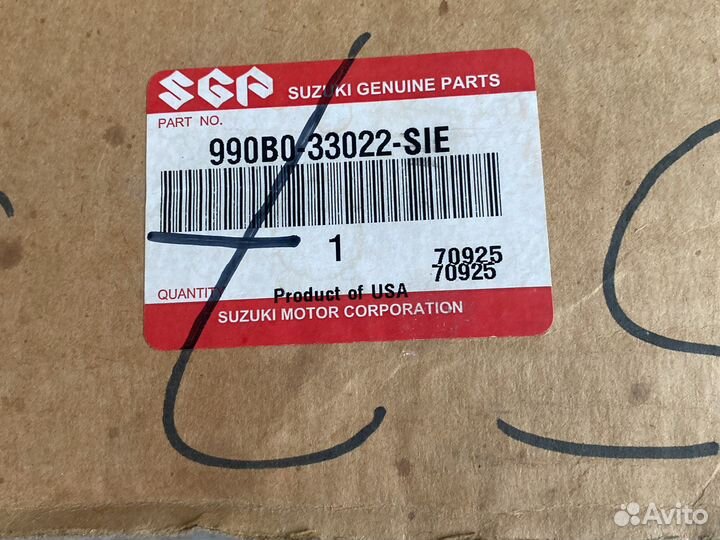 SGP SUZUKI GENUINE PARTS
PART NO.
990B0-33022-SIE
1
70925
70925
QUANTITY
Product of USA
SUZUKI MOTOR CORPORATION
Avito